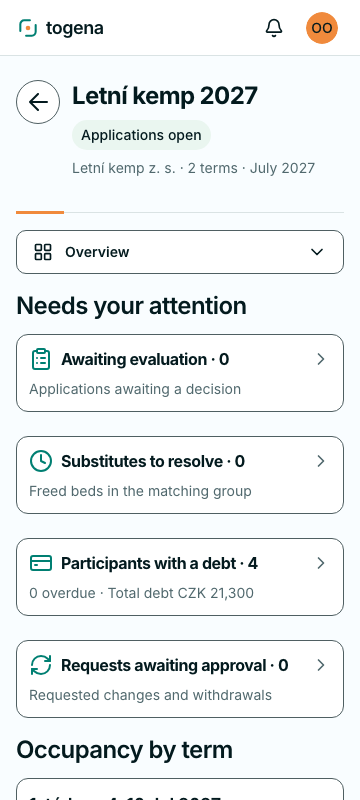 togena
OO
Letní kemp 2027
Applications open
Letní kemp z. s. · 2 terms · July 2027
Overview
Needs your attention
Awaiting evaluation · 0
Applications awaiting a decision
Substitutes to resolve · 0
Freed beds in the matching group
Participants with a debt · 4
0 overdue · Total debt CZK 21,300
Requests awaiting approval · 0
Requested changes and withdrawals
Occupancy by term